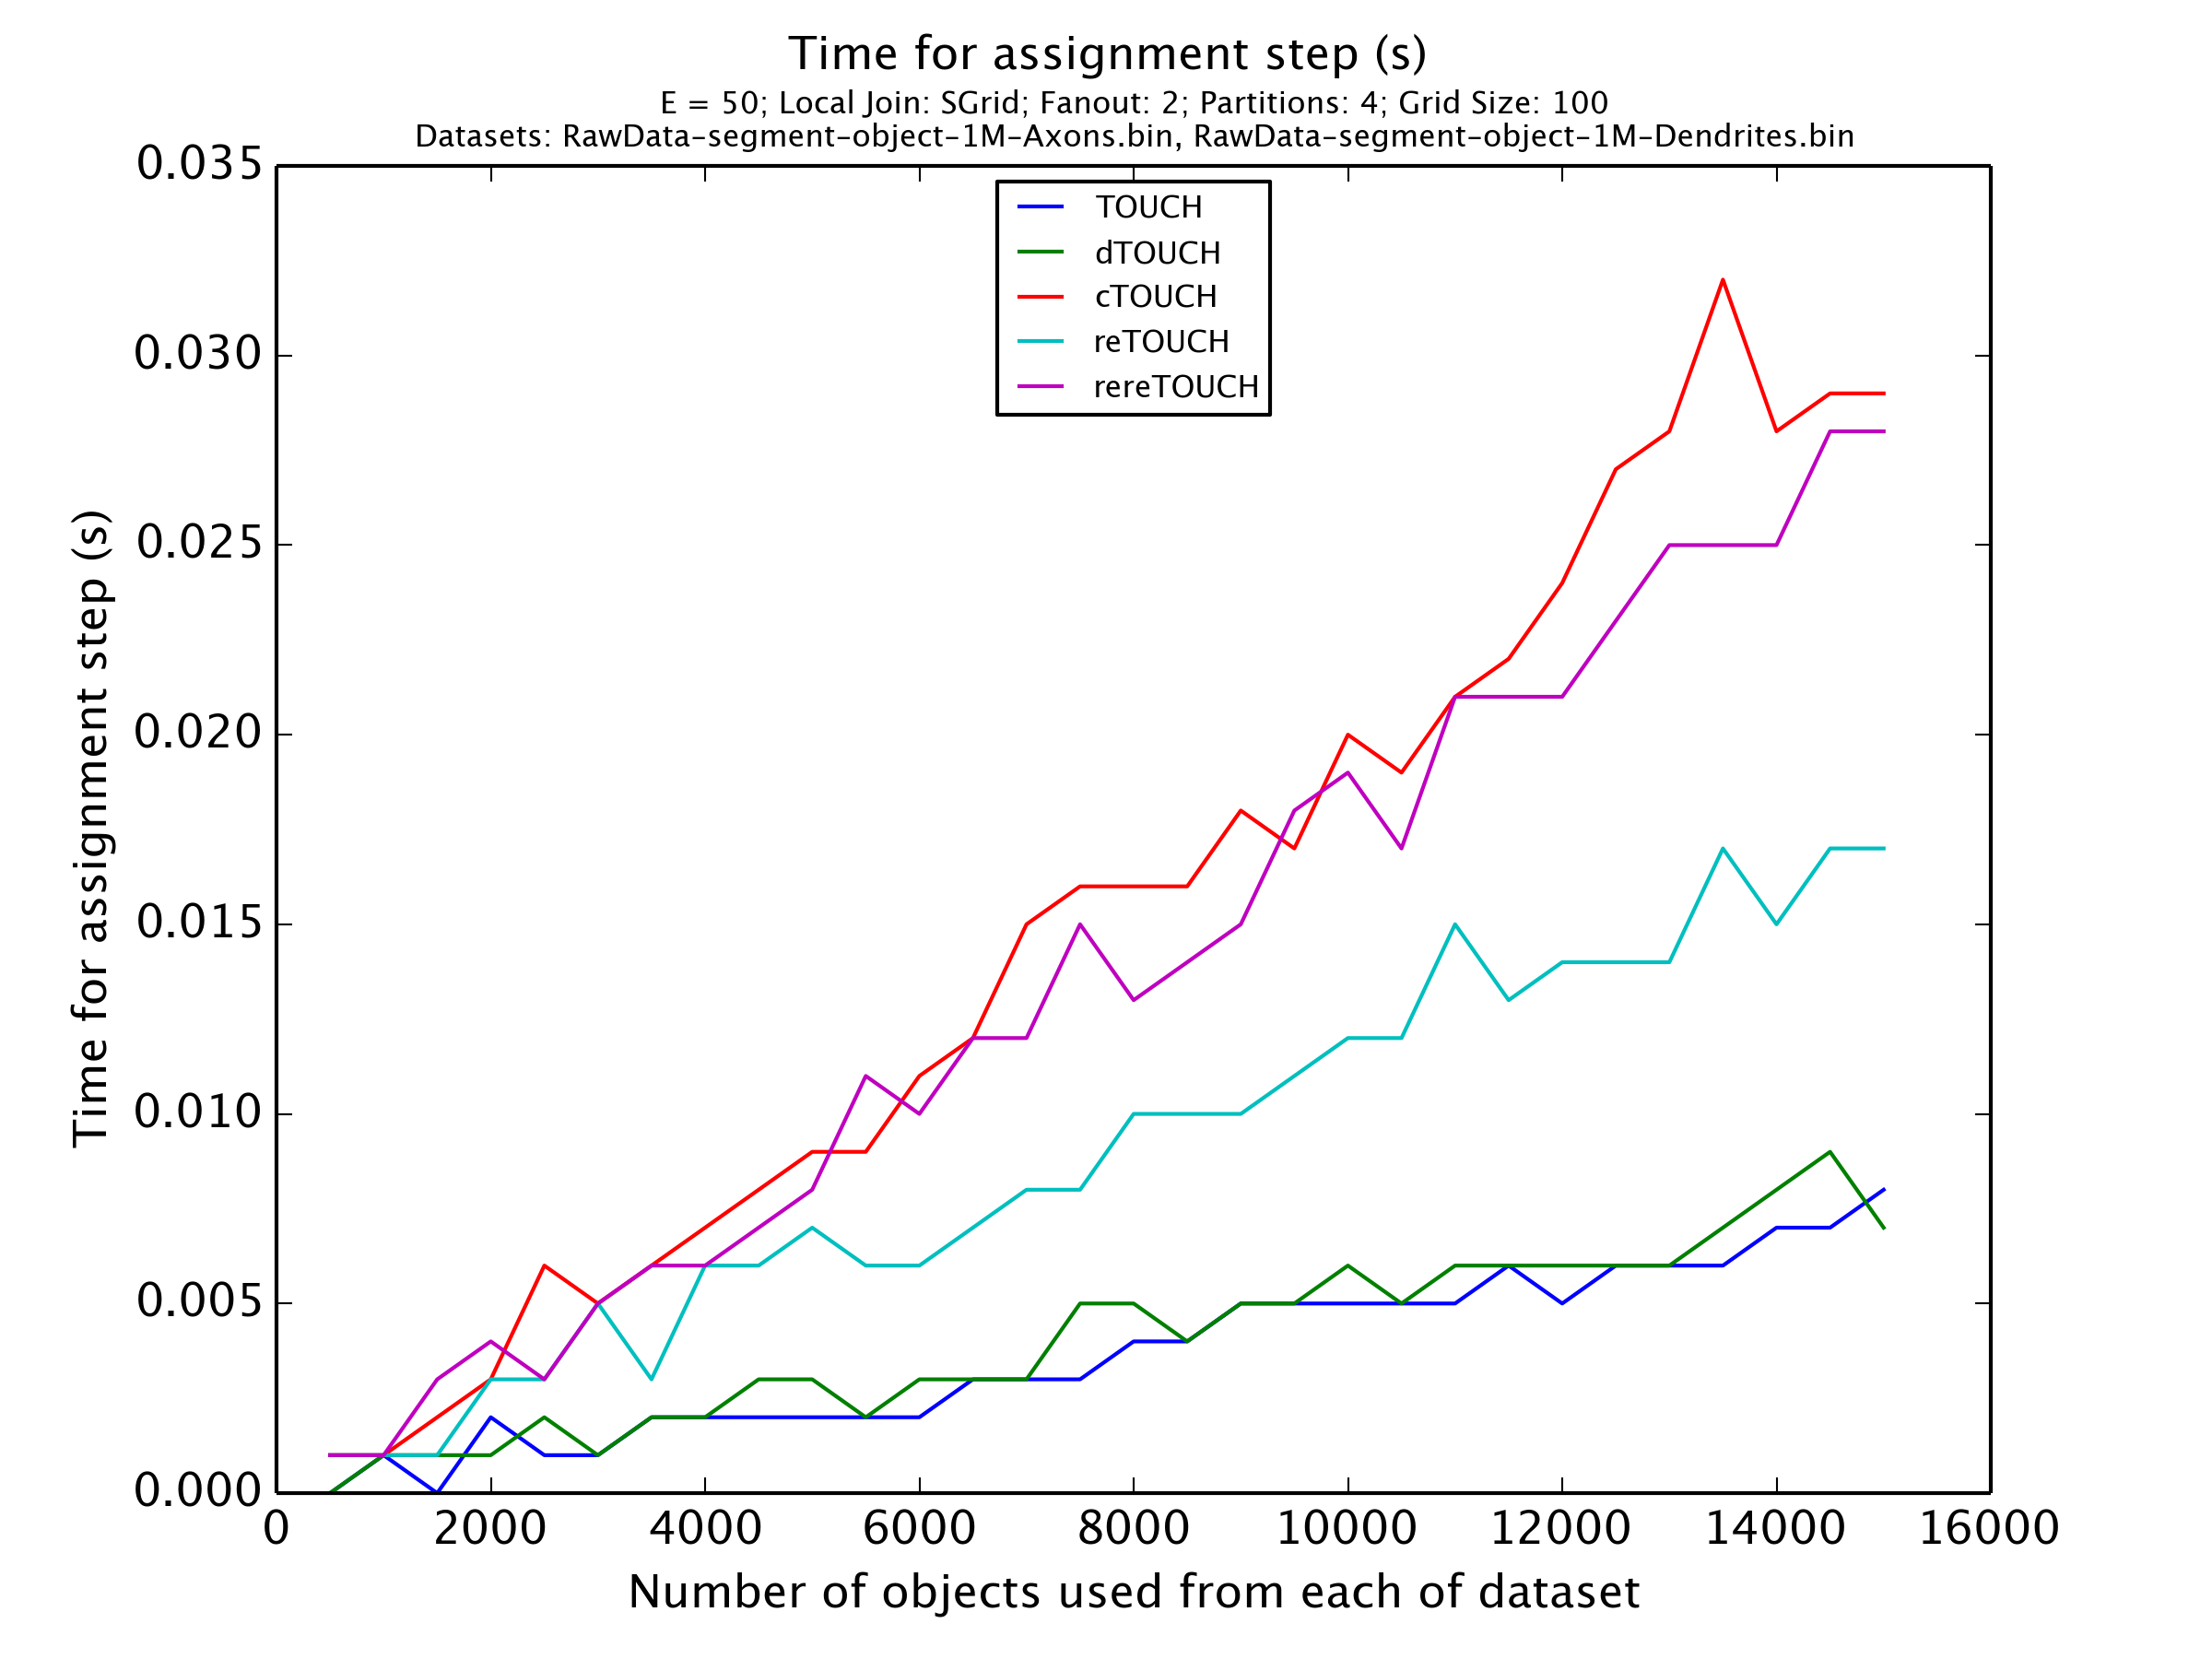 Time for assignment step (s)
E = 50; Local Join: SGrid; Fanout: 2; Partitions: 4; Grid Size: 100
Datasets: RawData-segment-object-1M-Axons.bin, RawData-segment-object-1M-Dendrites.bin
0.035
0.030
0.025
0.020
0.015
0.010
0.005
0.000
Time for assignment step (s)
TOUCH
dTOUCH
cTOUCH
reTOUCH
rereTOUCH
0 2000 4000 6000 8000 10000 12000 14000 16000
Number of objects used from each of dataset